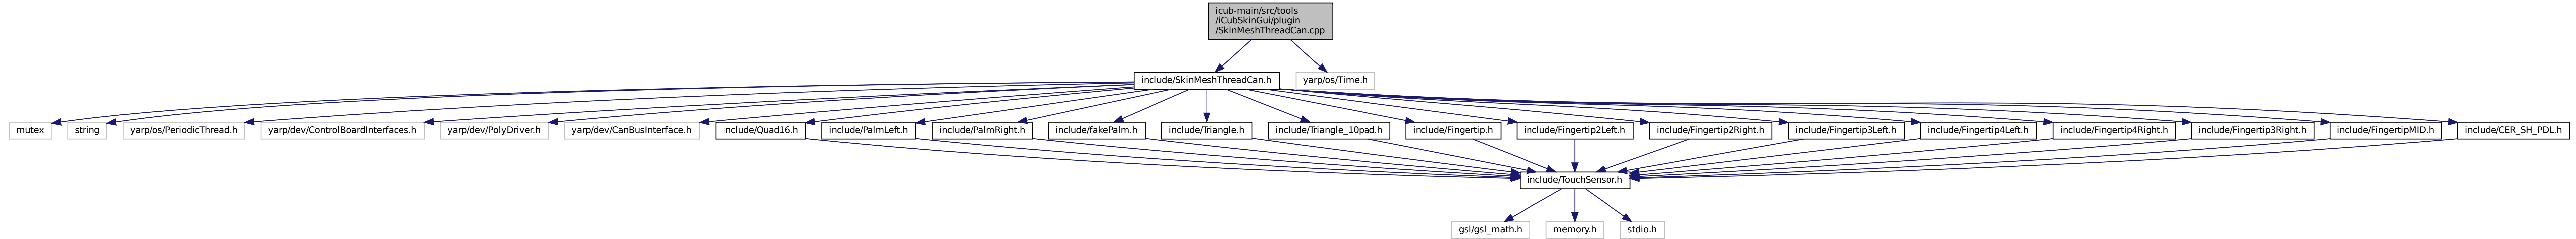 icub-main/src/tools
/iCubSkinGui/plugin
/SkinMeshThreadCan.cpp
include/SkinMeshThreadCan.h
yarp/os/Time.h
mutex
string
yarp/os/PeriodicThread.h
yarp/dev/ControlBoardInterfaces.h
yarp/dev/PolyDriver.h
yarp/dev/CanBusInterface.h
include/Quad16.h
include/PalmLeft.h
include/PalmRight.h
include/fakePalm.h
include/Triangle.h
include/Triangle_10pad.h
include/Fingertip.h
include/Fingertip2Left.h
include/Fingertip2Right.h
include/Fingertip3Left.h
include/Fingertip4Left.h
include/Fingertip4Right.h
include/Fingertip3Right.h
include/FingertipMID.h
include/CER_SH_PDL.h
include/TouchSensor.h
gsl/gsl_math.h
memory.h
stdio.h